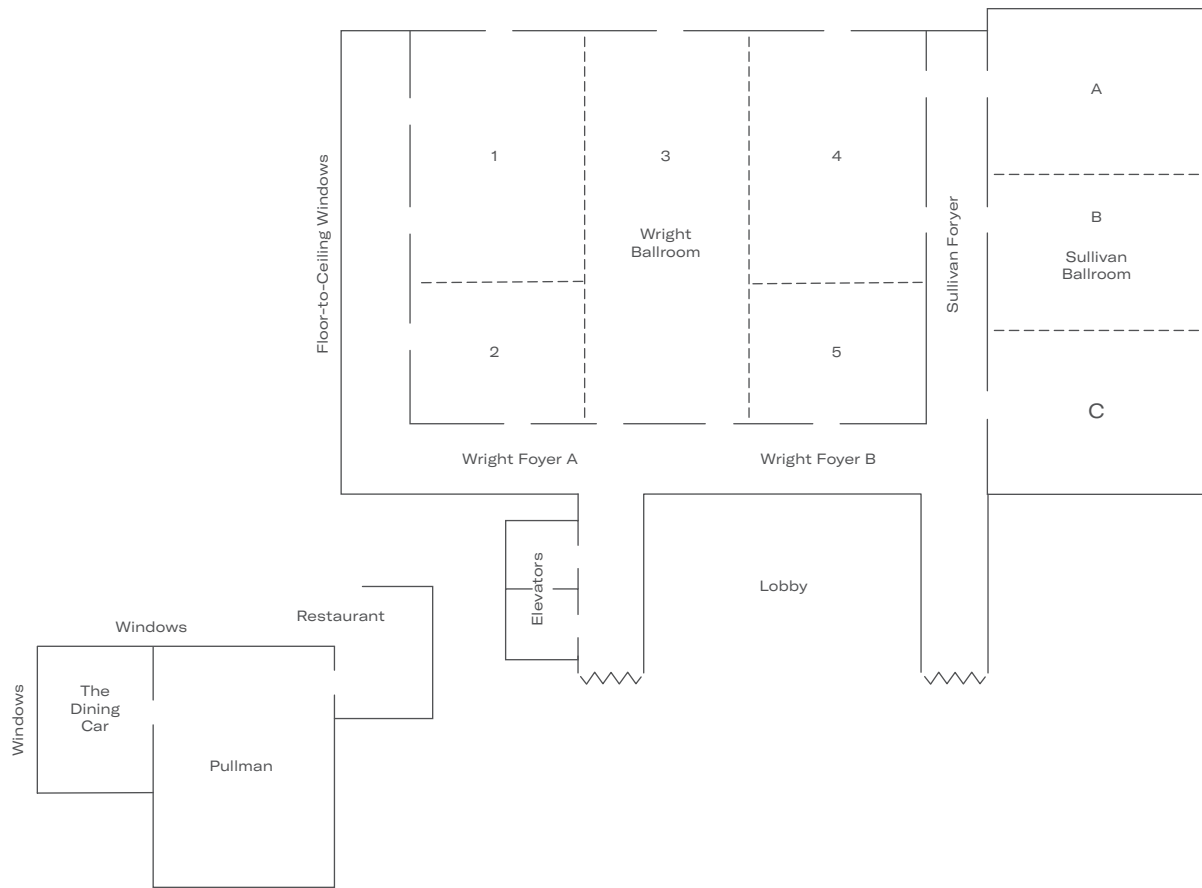 A
Floor-to-Ceiling Windows
1
3
4
Wright
Ballroom
Sullivan Foryer
B
Sullivan
Ballroom
2
5
C
Wright Foyer A
Wright Foyer B
Elevators
Lobby
Restaurant
Windows
Windows
The
Dining
Car
Pullman